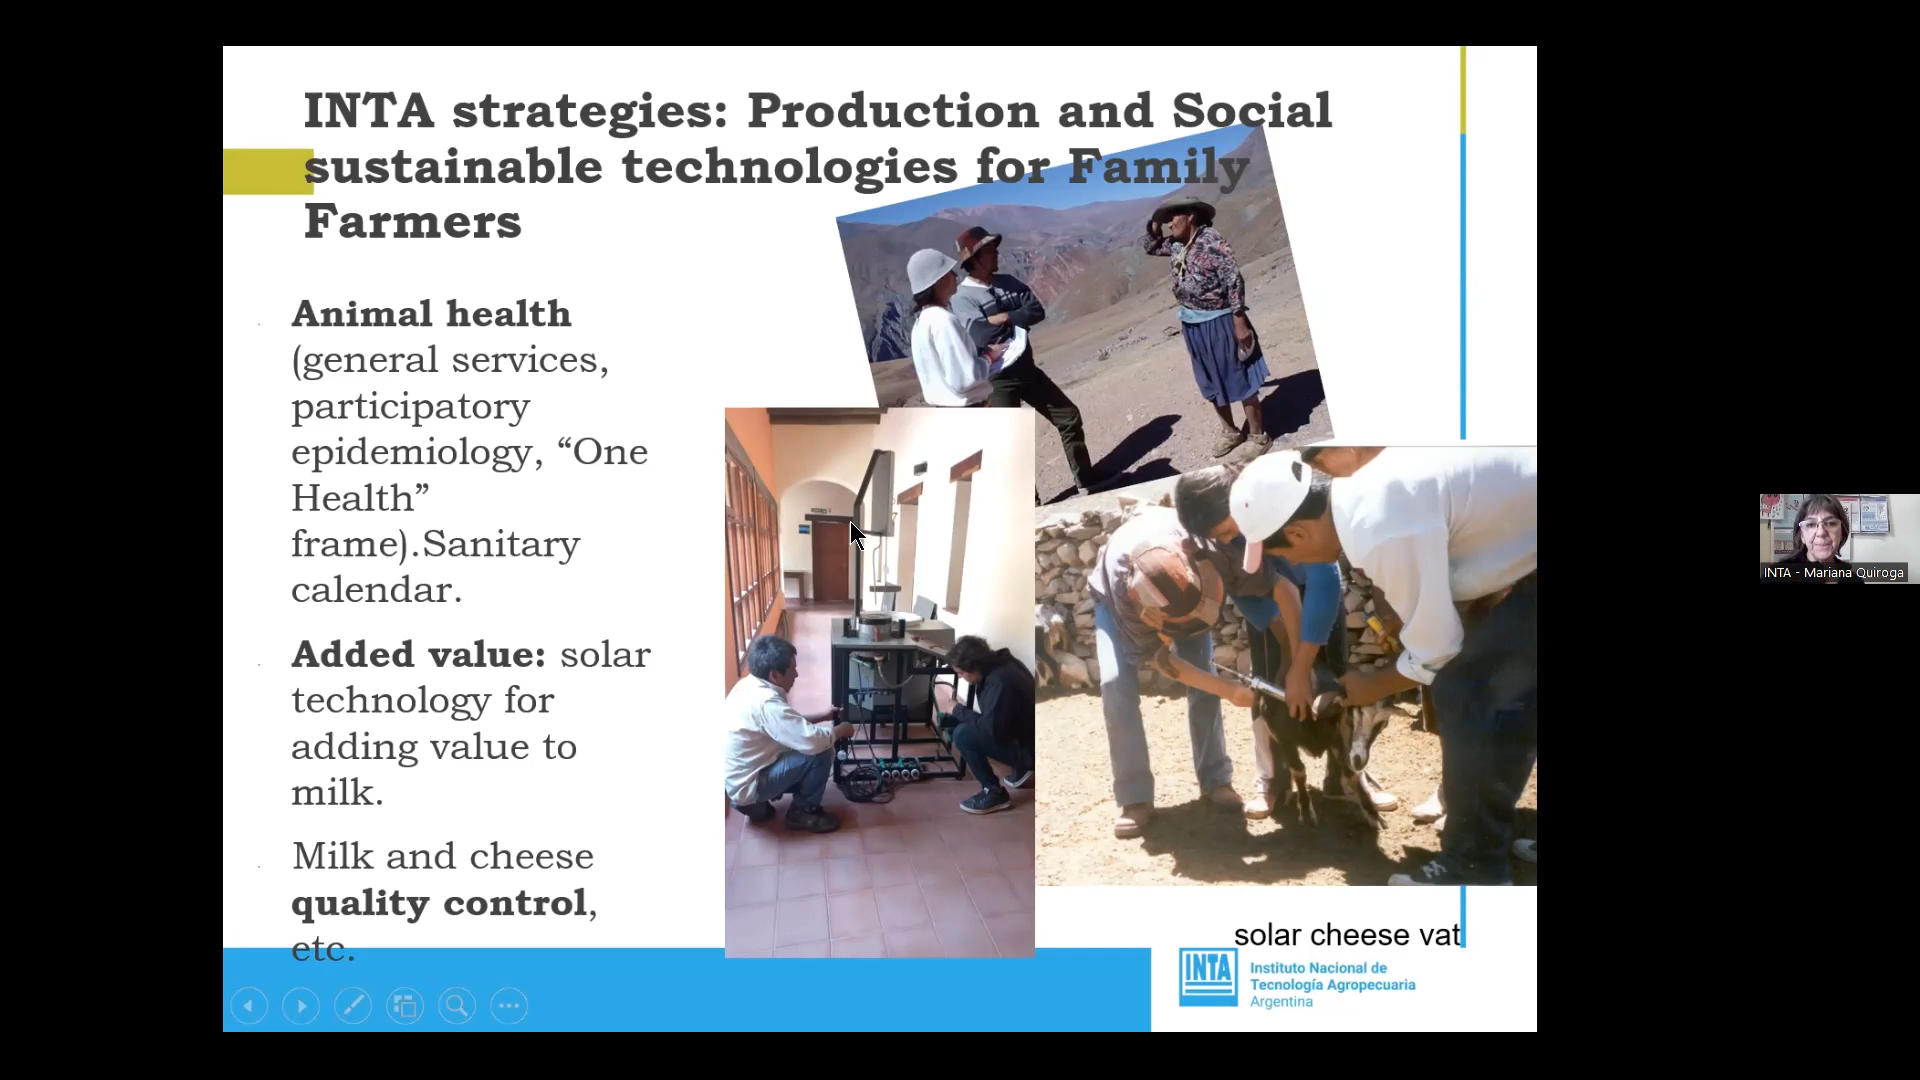 INTA strategies: Production and Social
sustainable technologies for Family
Farmers
Animal health
(general services,
participatory
epidemiology, “One
Health”
frame).Sanitary
calendar.
Added value: solar
technology for
adding value to
milk.
Milk and cheese
quality control,
etc.
solar cheese vat
INTA
Instituto Nacional de
Tecnología Agropecuaria
Argentina
INTA - Mariana Quiroga